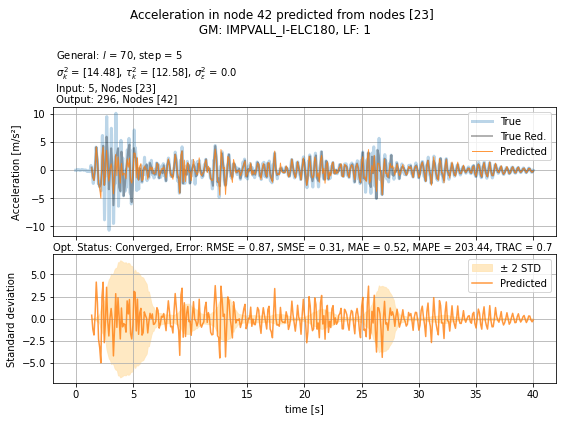 Acceleration in node 42 predicted from nodes [23]
GM: IMPVALL_I-ELC180, LF: 1
General: l = 70, step = 5
σ²ₖ = [14.48], τ²ₖ = [12.58], σ²ε = 0.0
Input: 5, Nodes [23]
Output: 296, Nodes [42]
Acceleration [m/s²]
10
5
0
−5
−10
True
True Red.
Predicted
Opt. Status: Converged, Error: RMSE = 0.87, SMSE = 0.31, MAE = 0.52, MAPE = 203.44, TRAC = 0.7
Standard deviation
5.0
2.5
0.0
−2.5
−5.0
± 2 STD
Predicted
0 5 10 15 20 25 30 35 40
time [s]